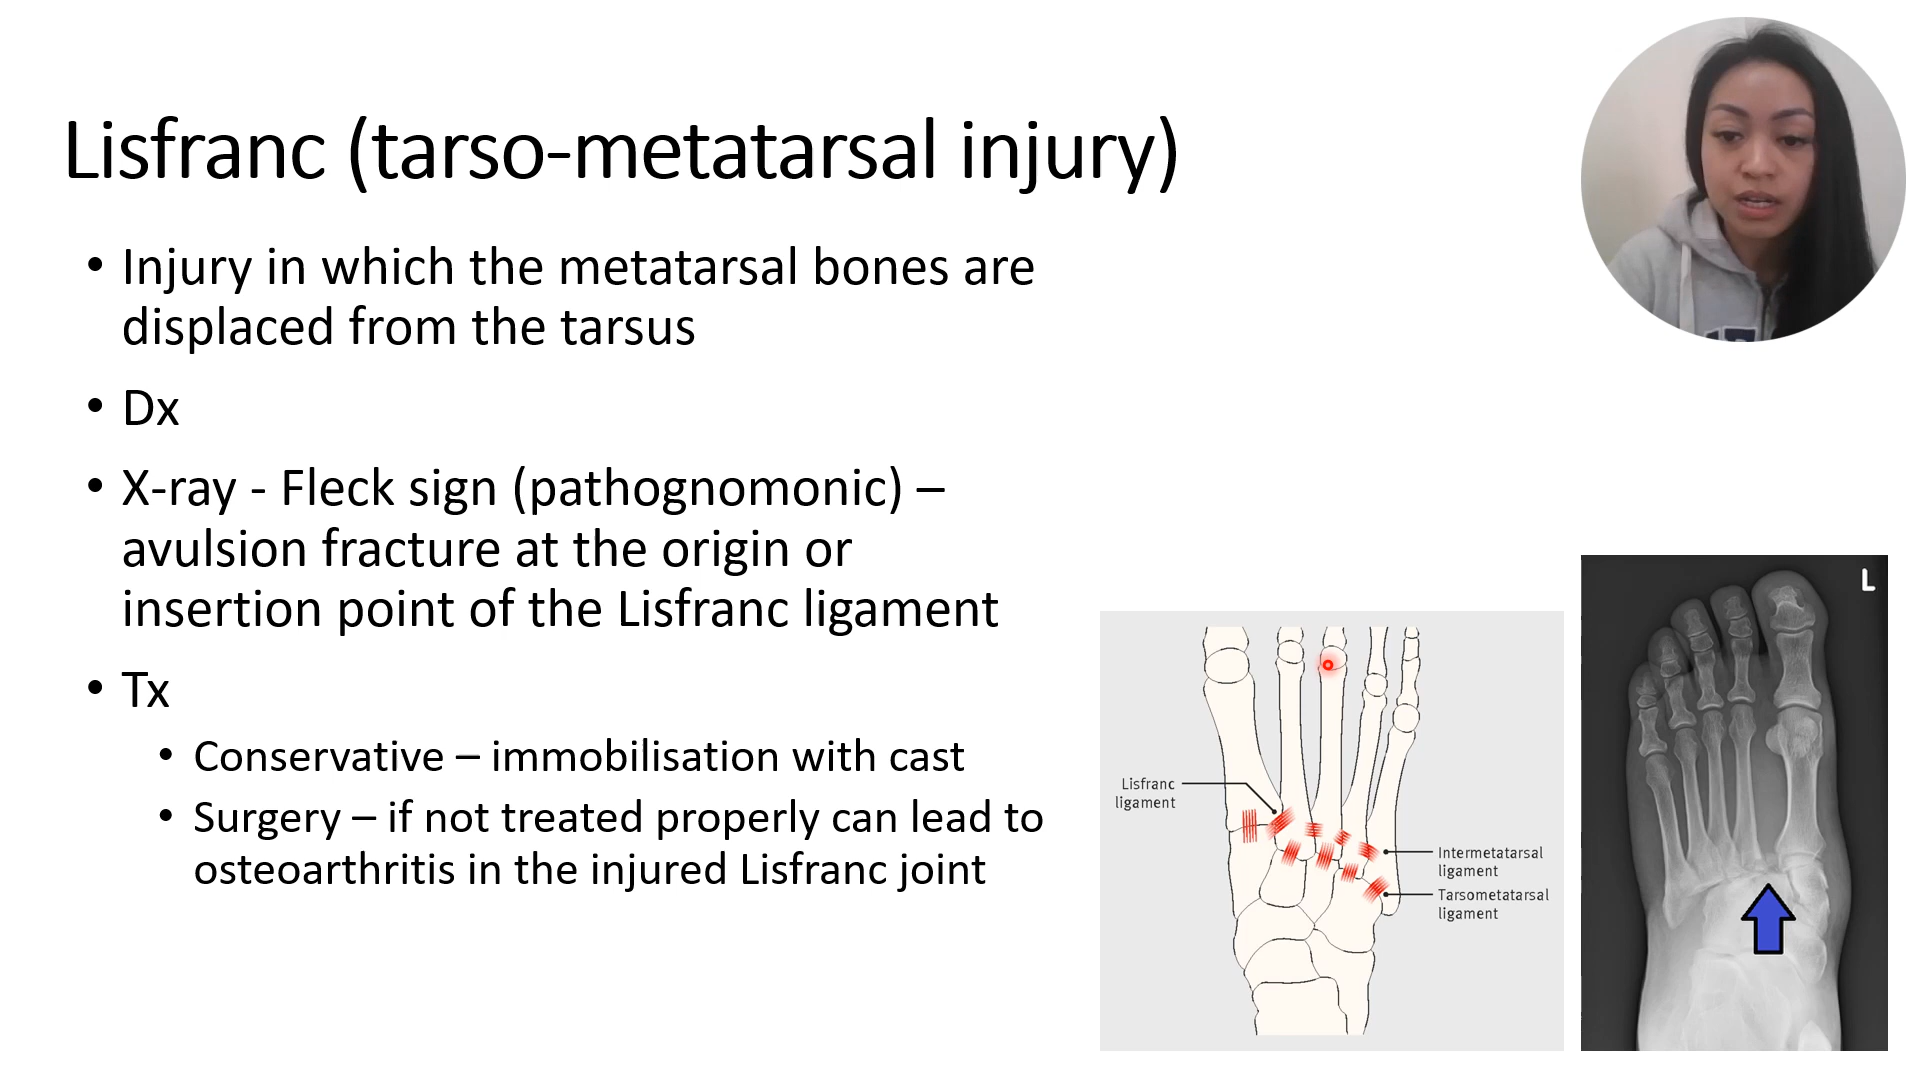 Lisfranc (tarso-metatarsal injury)
• Injury in which the metatarsal bones are
displaced from the tarsus
• Dx
• X-ray - Fleck sign (pathognomonic) –
avulsion fracture at the origin or
insertion point of the Lisfranc ligament
• Tx
• Conservative – immobilisation with cast
• Surgery – if not treated properly can lead to
osteoarthritis in the injured Lisfranc joint
Lisfranc
ligament
Intermetatarsal
ligament
Tarsometatarsal
ligament
L